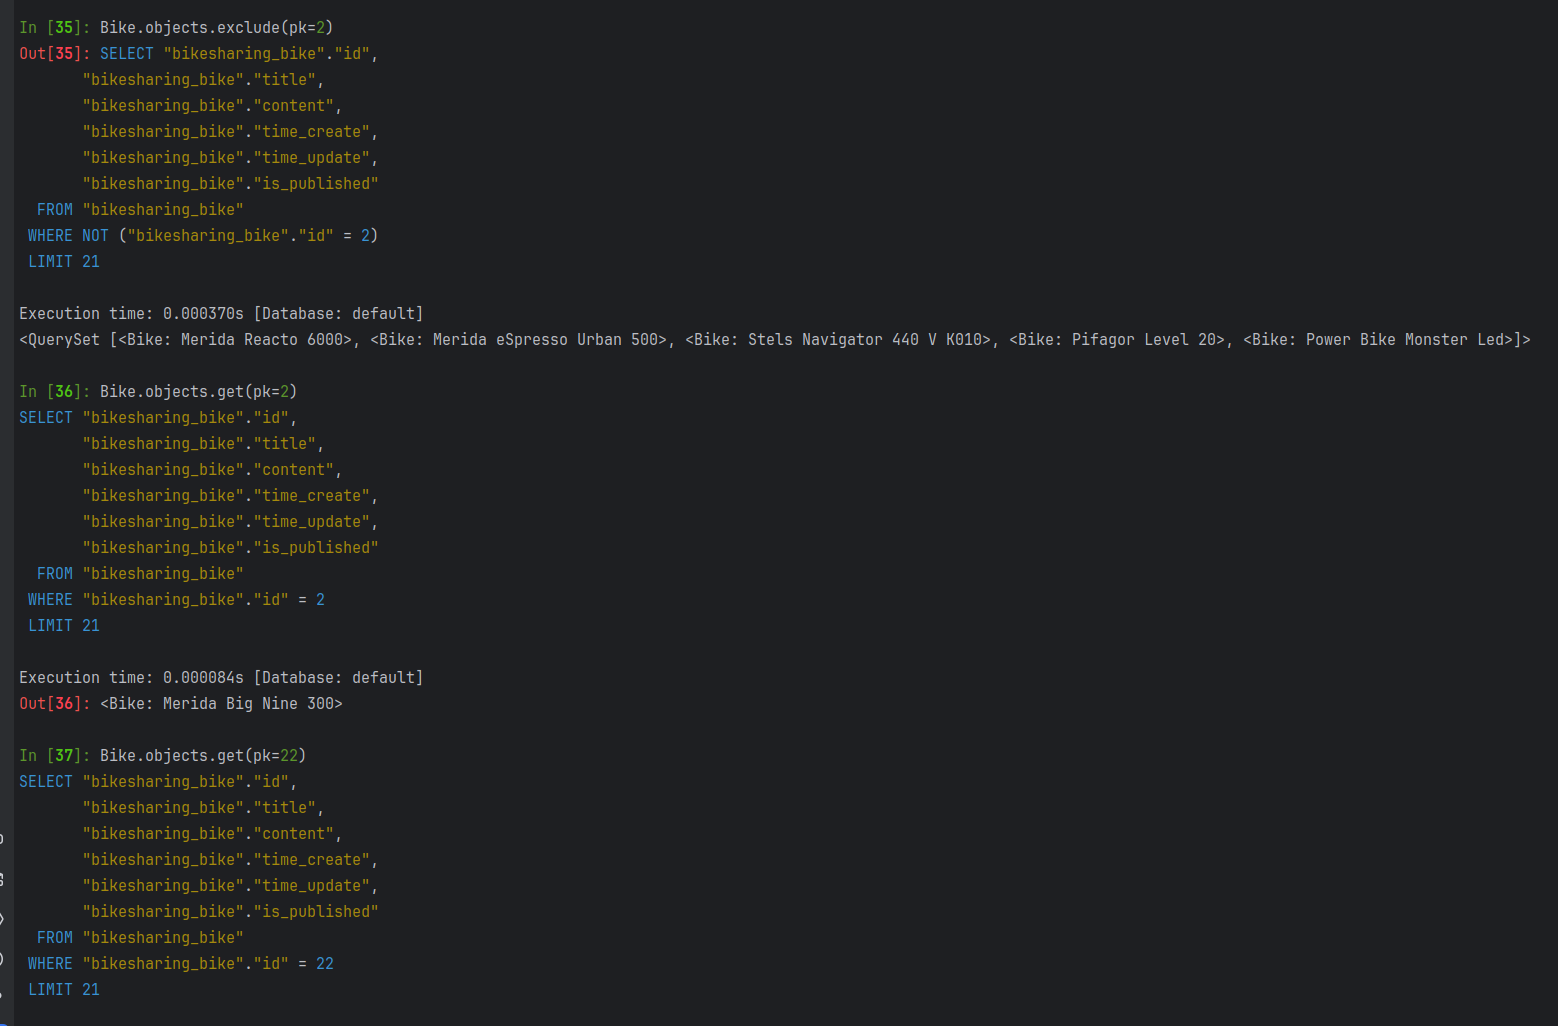 In [35]: Bike.objects.exclude(pk=2)
Out[35]: SELECT "bikesharing_bike"."id",
       "bikesharing_bike"."title",
       "bikesharing_bike"."content",
       "bikesharing_bike"."time_create",
       "bikesharing_bike"."time_update",
       "bikesharing_bike"."is_published"
  FROM "bikesharing_bike"
 WHERE NOT ("bikesharing_bike"."id" = 2)
 LIMIT 21

Execution time: 0.000370s [Database: default]
<QuerySet [<Bike: Merida Reacto 6000>, <Bike: Merida eSpresso Urban 500>, <Bike: Stels Navigator 440 V K010>, <Bike: Pifagor Level 20>, <Bike: Power Bike Monster Led>]>

In [36]: Bike.objects.get(pk=2)
SELECT "bikesharing_bike"."id",
       "bikesharing_bike"."title",
       "bikesharing_bike"."content",
       "bikesharing_bike"."time_create",
       "bikesharing_bike"."time_update",
       "bikesharing_bike"."is_published"
  FROM "bikesharing_bike"
 WHERE "bikesharing_bike"."id" = 2
 LIMIT 21

Execution time: 0.000084s [Database: default]
Out[36]: <Bike: Merida Big Nine 300>

In [37]: Bike.objects.get(pk=22)
SELECT "bikesharing_bike"."id",
       "bikesharing_bike"."title",
       "bikesharing_bike"."content",
       "bikesharing_bike"."time_create",
       "bikesharing_bike"."time_update",
       "bikesharing_bike"."is_published"
  FROM "bikesharing_bike"
 WHERE "bikesharing_bike"."id" = 22
 LIMIT 21